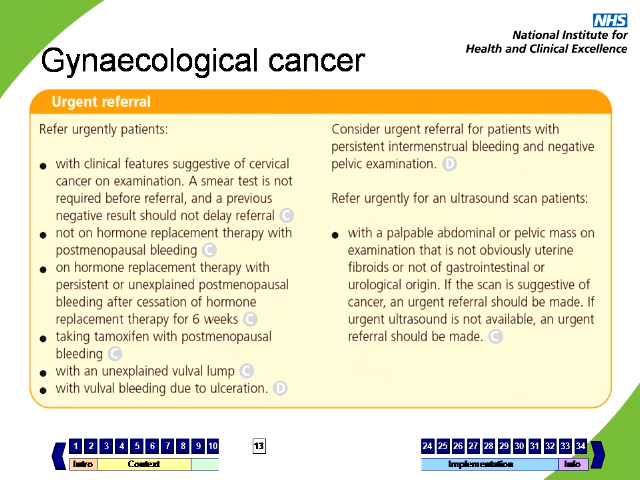 NHS
National Institute for
Health and Clinical Excellence
Gynaecological cancer
Urgent referral
Refer urgently patients:
● with clinical features suggestive of cervical
cancer on examination. A smear test is not
required before referral, and a previous
negative result should not delay referral C
● not on hormone replacement therapy with
postmenopausal bleeding C
● on hormone replacement therapy with
persistent or unexplained postmenopausal
bleeding after cessation of hormone
replacement therapy for 6 weeks C
● taking tamoxifen with postmenopausal
bleeding C
● with an unexplained vulval lump C
● with vulval bleeding due to ulceration. D
Consider urgent referral for patients with
persistent intermenstrual bleeding and negative
pelvic examination. D
Refer urgently for an ultrasound scan patients:
● with a palpable abdominal or pelvic mass on
examination that is not obviously uterine
fibroids or not of gastrointestinal or
urological origin. If the scan is suggestive of
cancer, an urgent referral should be made. If
urgent ultrasound is not available, an urgent
referral should be made. C
1 2 3 4 5 6 7 8 9 10 13 24 25 26 27 28 29 30 31 32 33 34
Intro Context Implementation Info